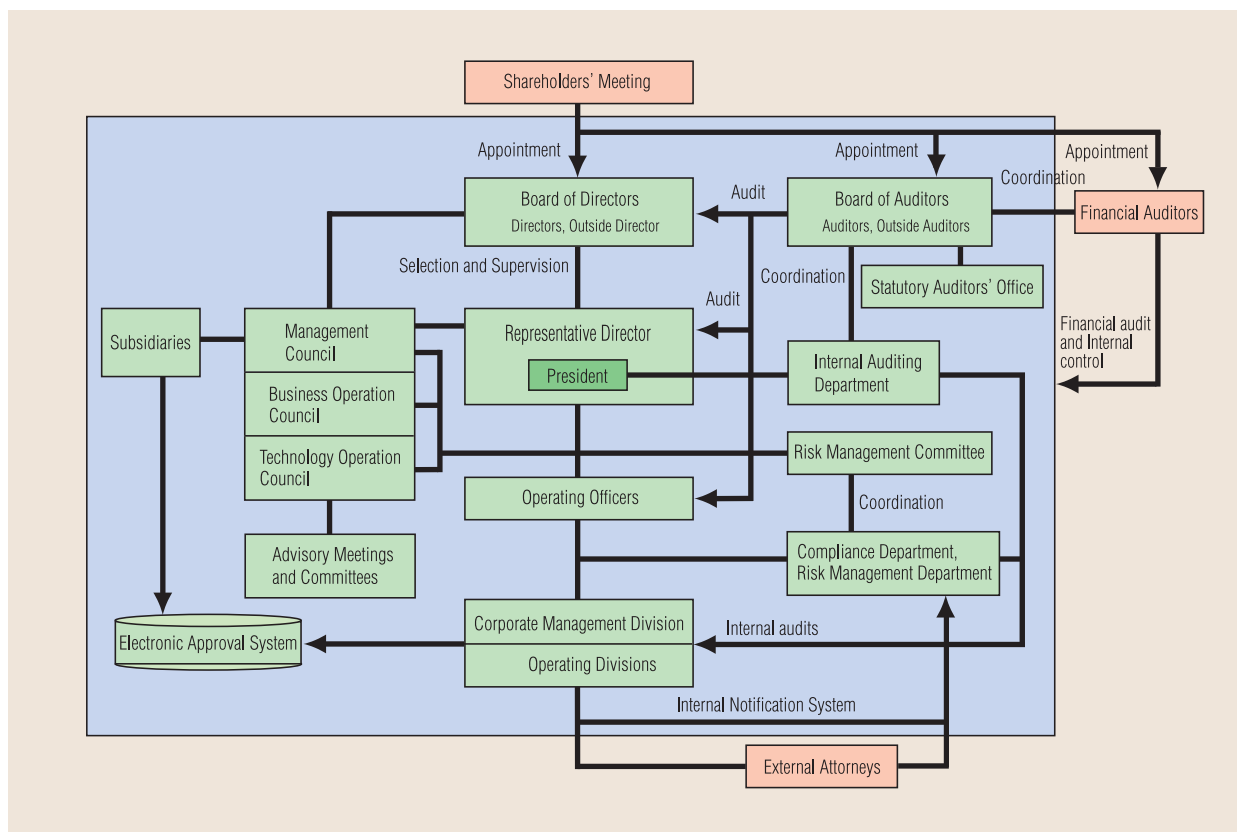 Shareholders' Meeting
Appointment
Appointment
Appointment
Coordination
Board of Directors
Directors, Outside Director
Audit
Board of Auditors
Auditors, Outside Auditors
Financial Auditors
Selection and Supervision
Coordination
Statutory Auditors' Office
Audit
Subsidiaries
Management
Council
Representative Director
President
Internal Auditing
Department
Financial audit
and Internal
control
Business Operation
Council
Technology Operation
Council
Risk Management Committee
Operating Officers
Coordination
Advisory Meetings
and Committees
Compliance Department,
Risk Management Department
Electronic Approval System
Corporate Management Division
Operating Divisions
Internal audits
Internal Notification System
External Attorneys